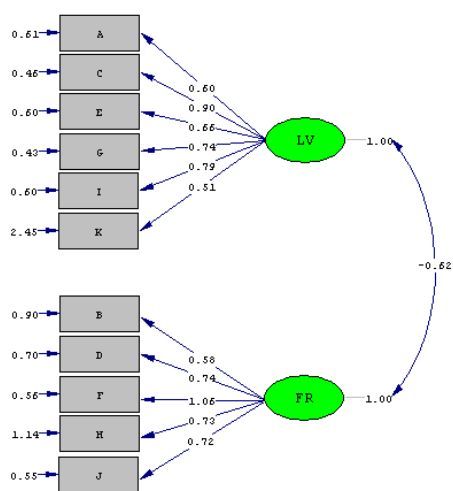 0.61 A
0.60
0.46 C
0.90
0.60 E
0.66
0.74
LV 1.00
0.43 G
0.79
0.60 I
0.51
2.45 K
-0.62
0.90 B
0.58
0.70 D
0.74
0.56 F
1.06
FR 1.00
1.14 H
0.73
0.72
0.55 J